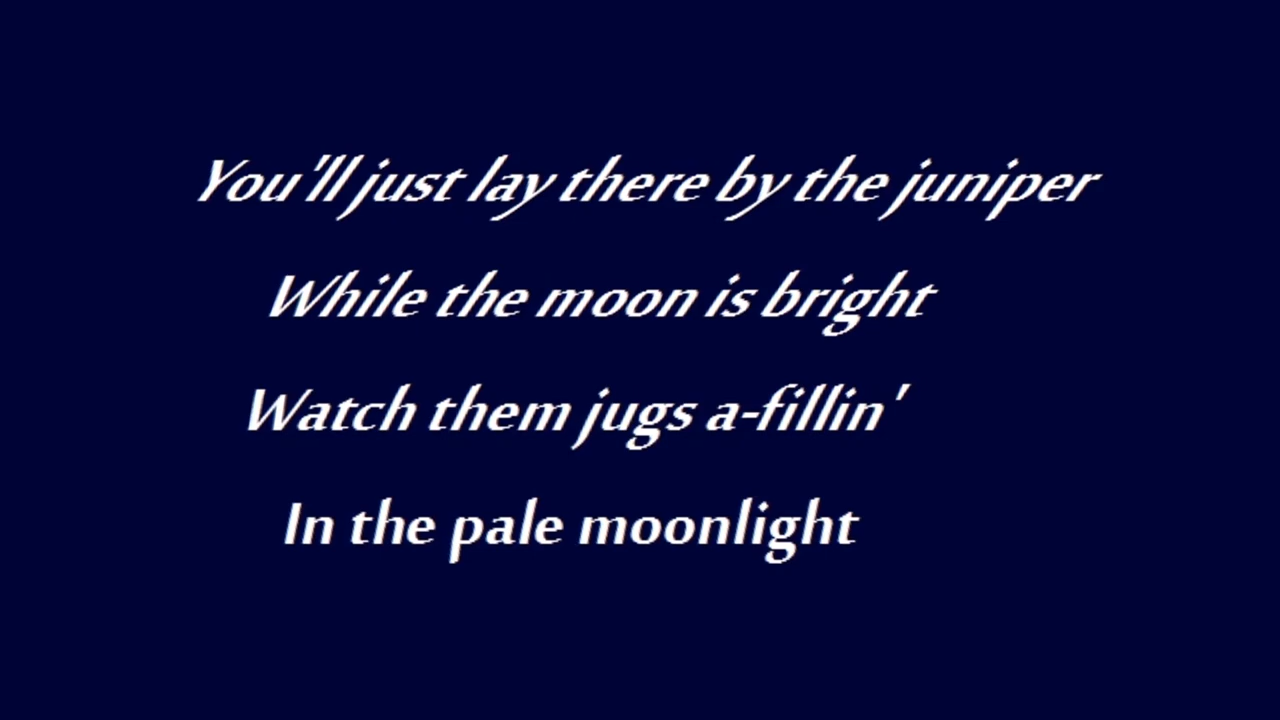 You'll just lay there by the juniper
While the moon is bright
Watch them jugs a-fillin'
In the pale moonlight